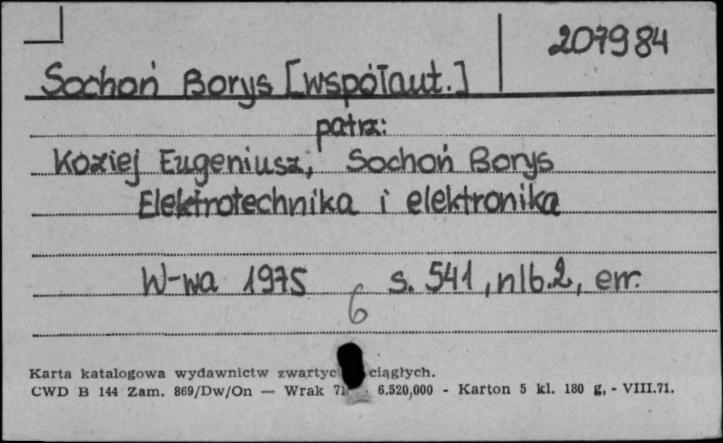 207984
Sochoń Borys [współaut.]
patrz:
Koziej Eugeniusz, Sochoń Borys
Elektrotechnika i elektronika
W-wa 1975 s. 541, nlb.2, err.
6
Karta katalogowa wydawnictw zwartyc ciągłych.
CWD B 144 Zam. 869/Dw/On — Wrak 71 6.520,000 - Karton 5 kl. 180 g. - VIII.71.